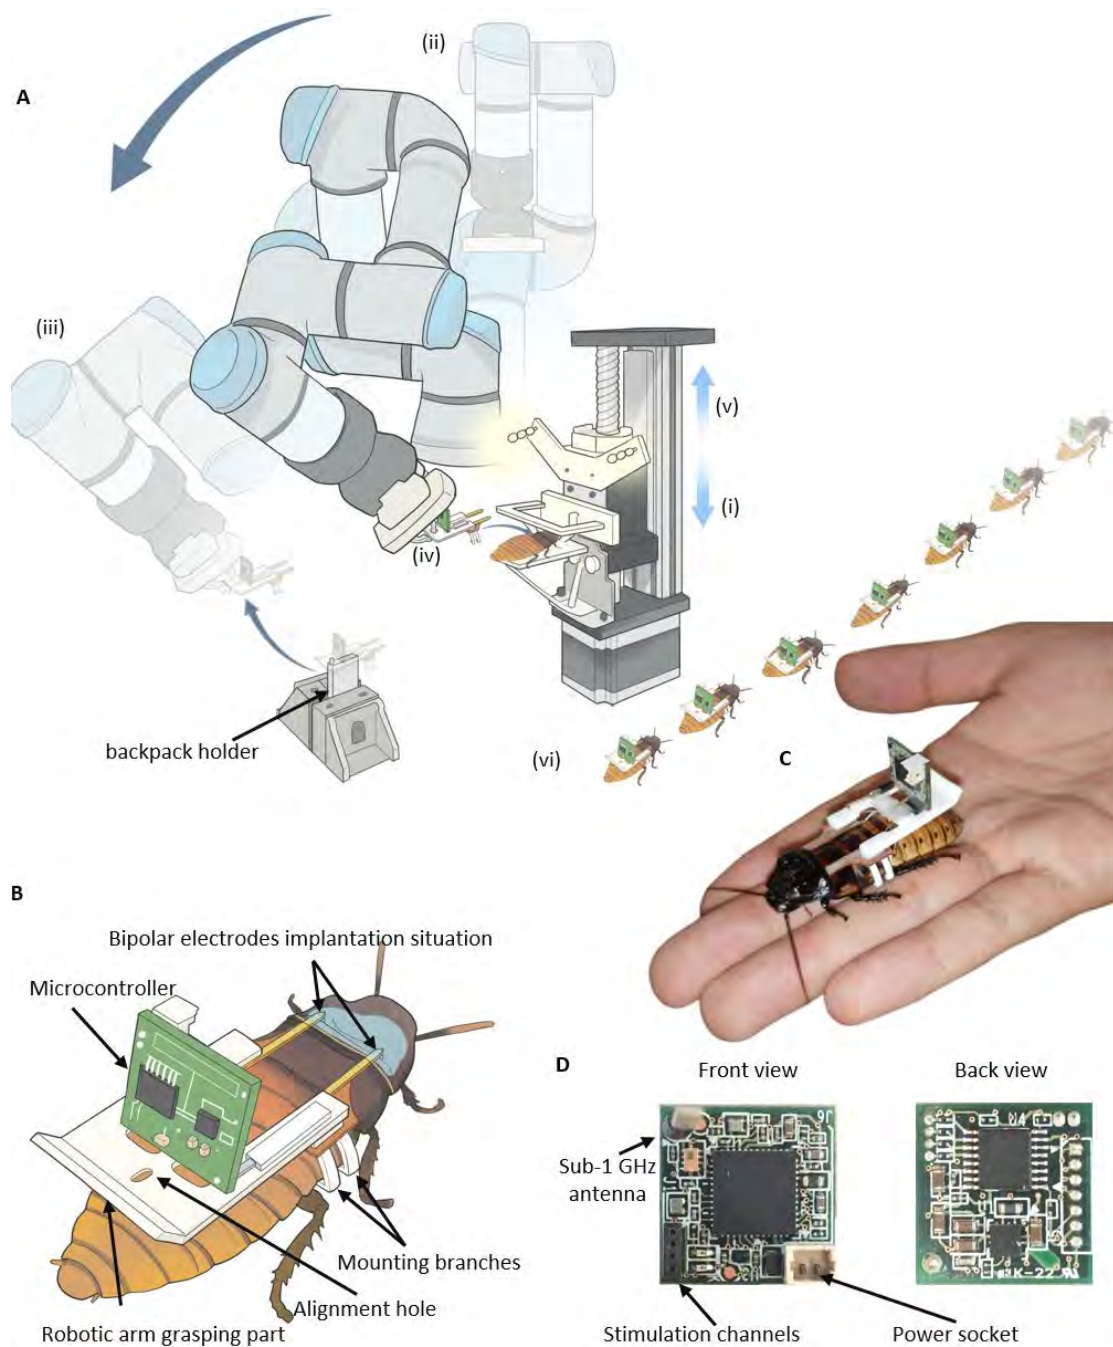 (ii)
A
(iii)
(v)
(i)
(iv)
backpack holder
(vi)
C
B
Bipolar electrodes implantation situation
Microcontroller
Mounting branches
Alignment hole
Robotic arm grasping part
D
Front view
Back view
Sub-1 GHz
antenna
Stimulation channels
Power socket
K-22